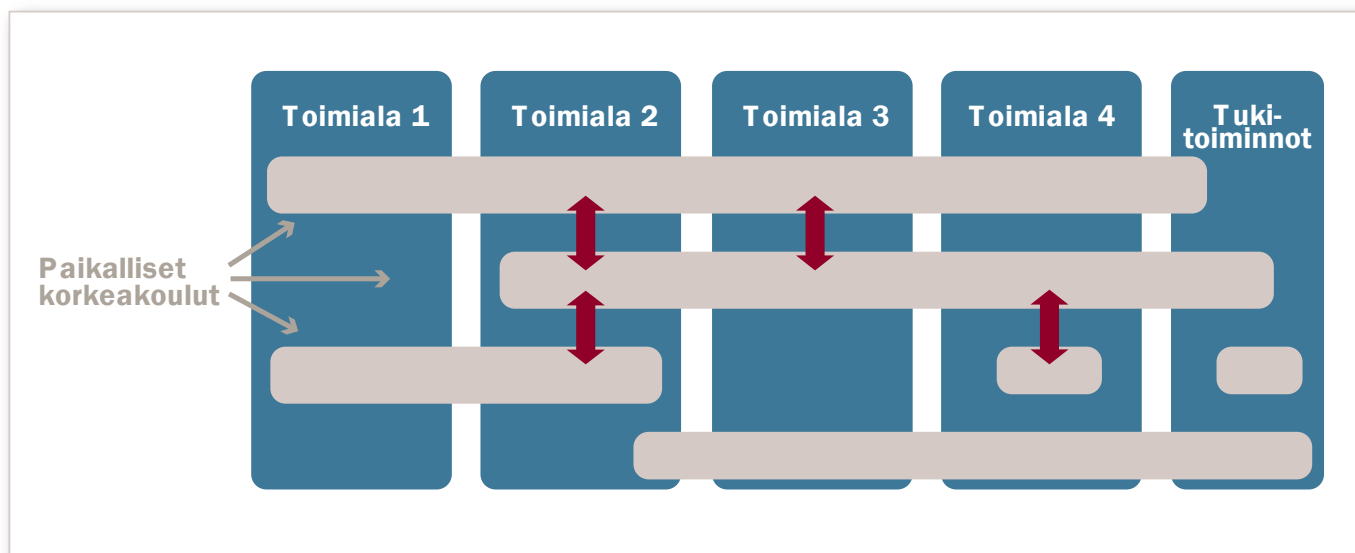 Toimiala 1
Toimiala 2
Toimiala 3
Toimiala 4
Tuki-
toiminnot
Paikalliset
korkeakoulut